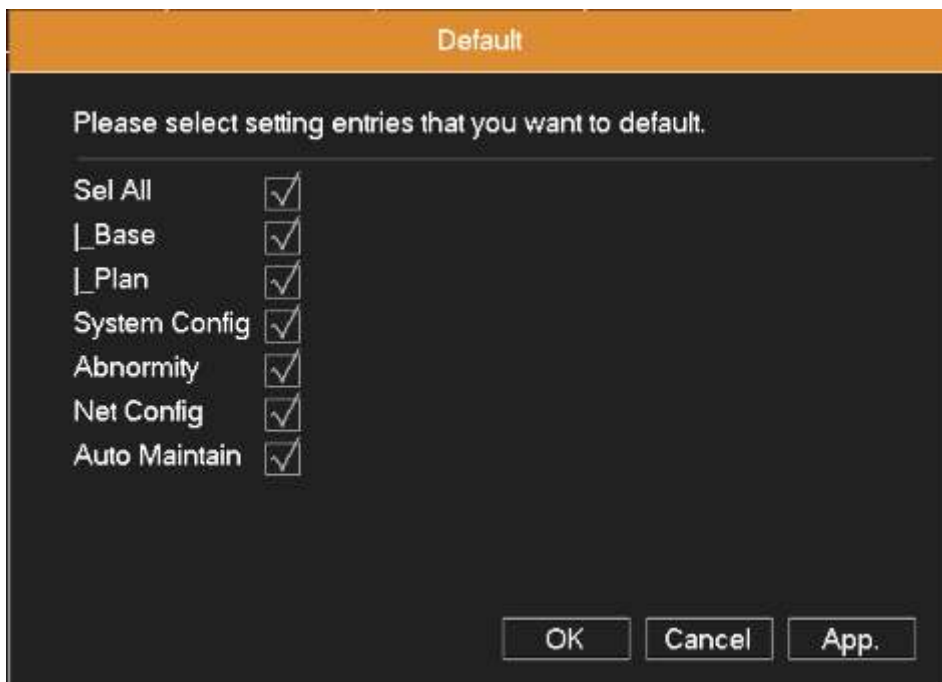 Default
Please select setting entries that you want to default.
Sel All
|_Base
|_Plan
System Config
Abnormity
Net Config
Auto Maintain
OK Cancel App.